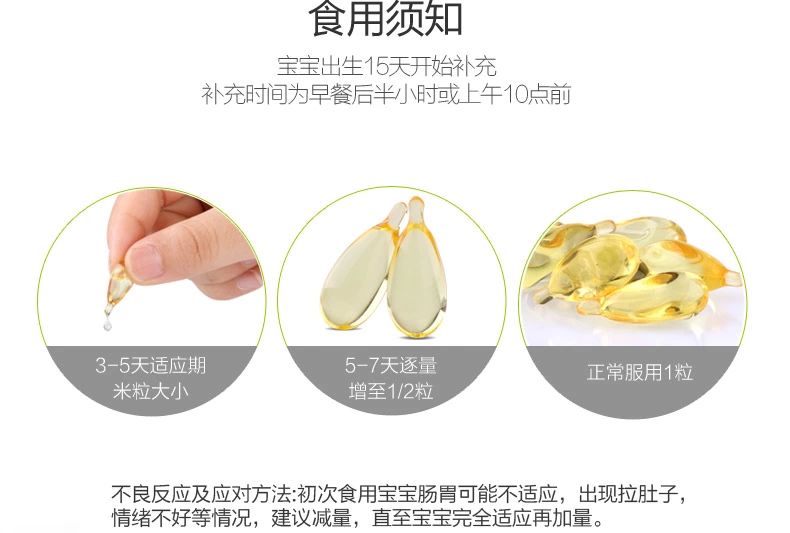 食用须知
宝宝出生15天开始补充
补充时间为早餐后半小时或上午10点前
3-5天适应期
米粒大小
5-7天逐量
增至1/2粒
正常服用1粒
不良反应及应对方法:初次食用宝宝肠胃可能不适应，出现拉肚子，
情绪不好等情况，建议减量，直至宝宝完全适应再加量。